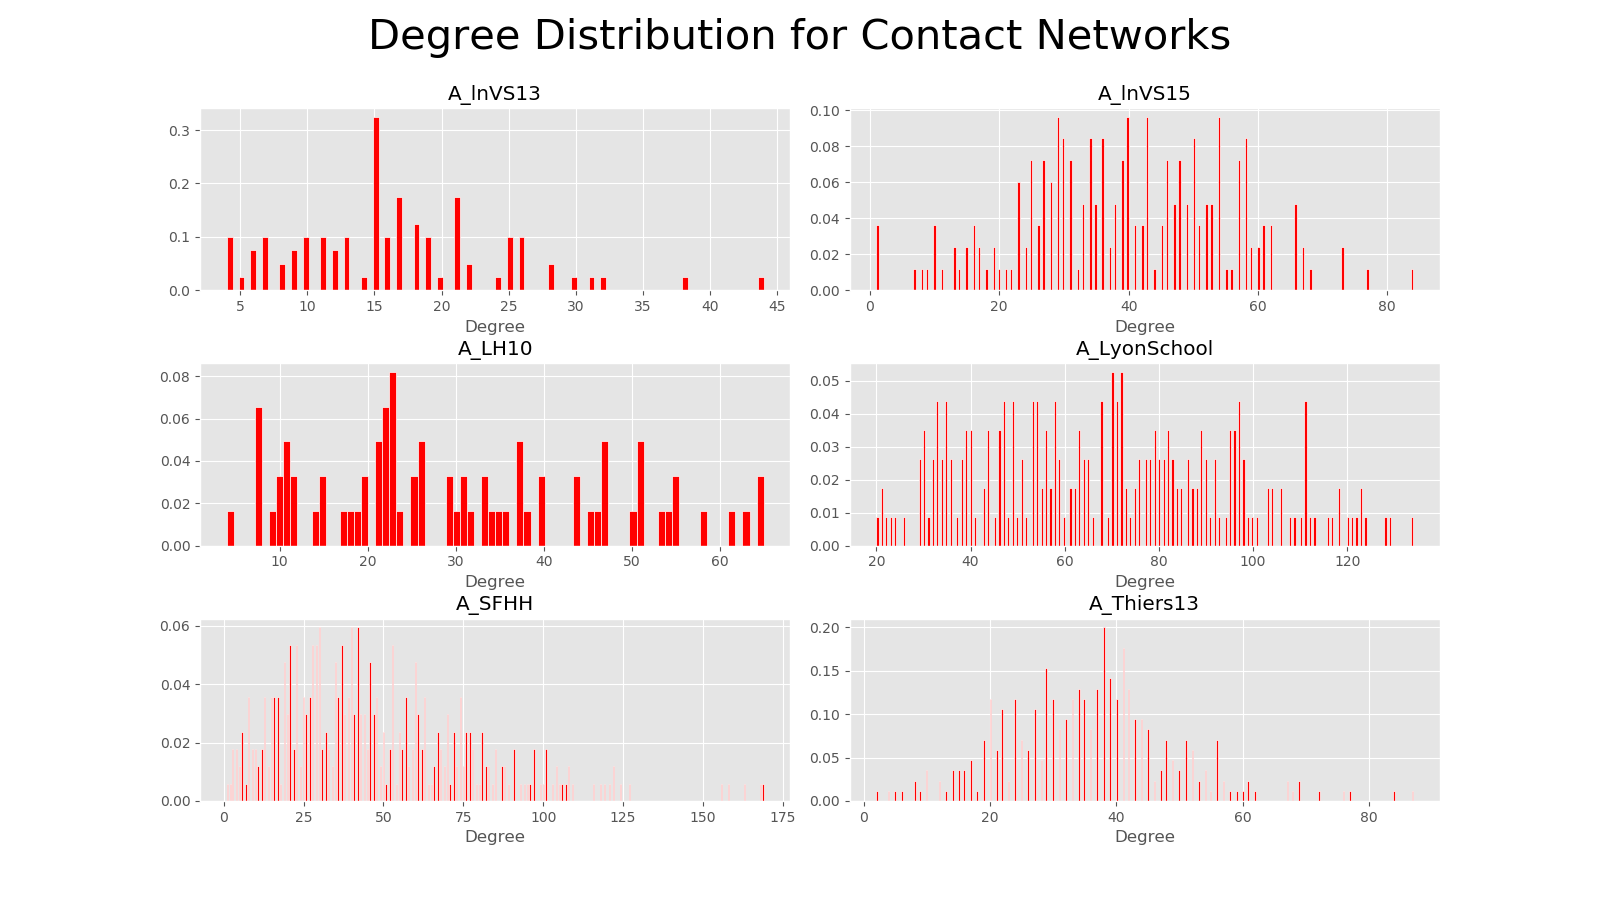 Degree Distribution for Contact Networks
A_lnVS13
0.3
0.2
0.1
0.0
5 10 15 20 25 30 35 40 45
Degree
A_lnVS15
0.10
0.08
0.06
0.04
0.02
0.00
0 20 40 60 80
Degree
A_LH10
0.08
0.06
0.04
0.02
0.00
10 20 30 40 50 60
Degree
A_LyonSchool
0.05
0.04
0.03
0.02
0.01
0.00
20 40 60 80 100 120
Degree
A_SFHH
0.06
0.04
0.02
0.00
0 25 50 75 100 125 150 175
Degree
A_Thiers13
0.20
0.15
0.10
0.05
0.00
0 20 40 60 80
Degree